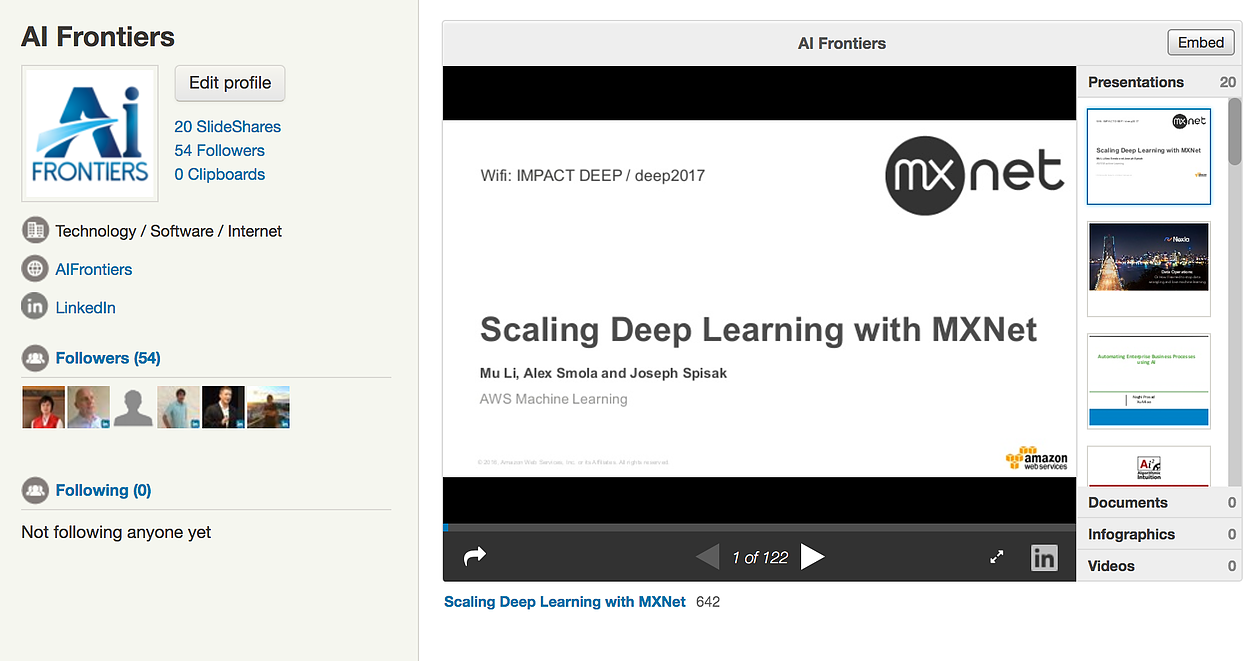 AI Frontiers
Ai
FRONTIERS
Edit profile
20 SlideShares
54 Followers
0 Clipboards
Technology / Software / Internet
AIFrontiers
in LinkedIn
Followers (54)
Following (0)
Not following anyone yet
AI Frontiers
Embed
Wifi: IMPACT DEEP / deep2017
mxnet
Scaling Deep Learning with MXNet
Mu Li, Alex Smola and Joseph Spisak
AWS Machine Learning
© 2016, Amazon Web Services, Inc. or its Affiliates. All rights reserved
amazon
web services
1 of 122
in
Scaling Deep Learning with MXNet 642
Presentations 20
mxnet
Scaling Deep Learning with MXNet
Nexla
Data Operations
Automating Enterprise Business Processes
using AI
Ai
Algorithmic
Intuition
Documents 0
Infographics 0
Videos 0